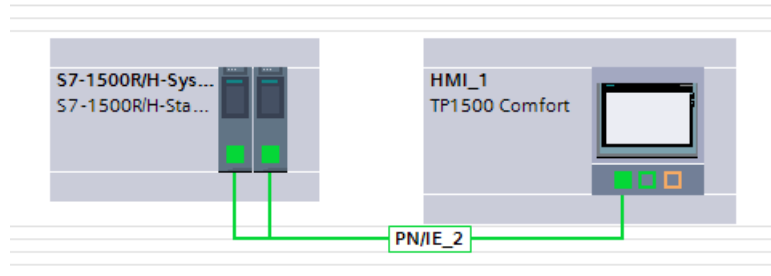 S7-1500R/H-Sys...
S7-1500R/H-Sta...
HMI_1
TP1500 Comfort
PN/IE_2